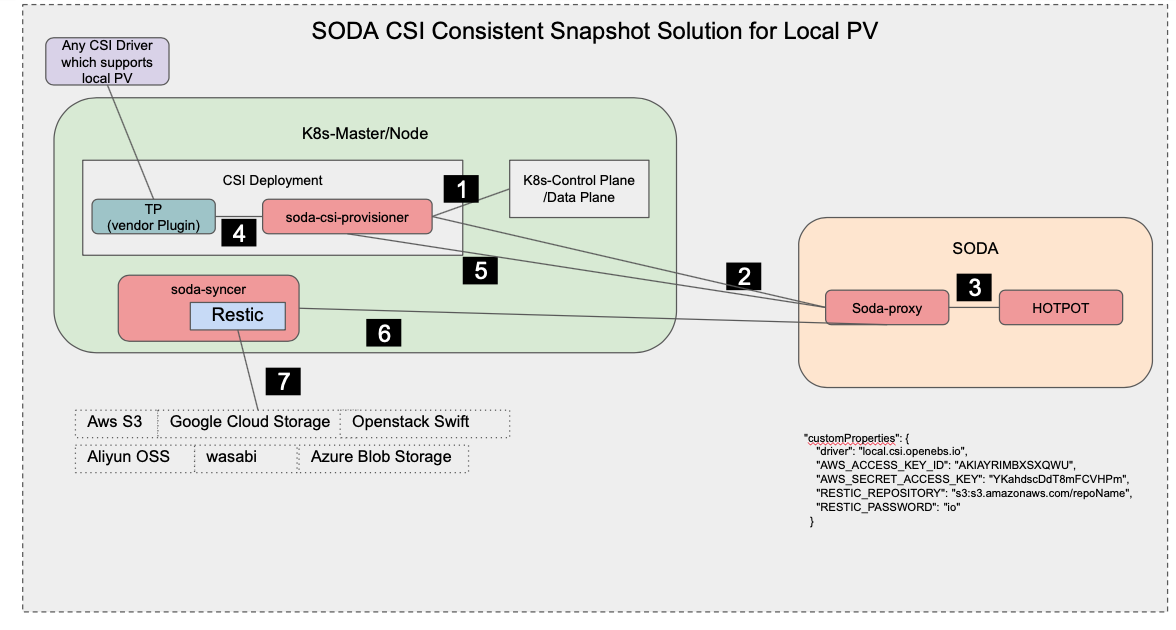 SODA CSI Consistent Snapshot Solution for Local PV
Any CSI Driver
which supports
local PV
K8s-Master/Node
CSI Deployment
1
K8s-Control Plane
/Data Plane
TP
(vendor Plugin)
4
soda-csi-provisioner
5
2
SODA
3
Soda-proxy
HOTPOT
soda-syncer
Restic
6
7
Aws S3
Google Cloud Storage
Openstack Swift
Aliyun OSS
wasabi
Azure Blob Storage
"customProperties": {
"driver": "local.csi.openebs.io",
"AWS_ACCESS_KEY_ID": "AKIAYRIMBXSXQWU",
"AWS_SECRET_ACCESS_KEY": "YKahdscDdT8mFCVHPm",
"RESTIC_REPOSITORY": "s3:s3.amazonaws.com/repoName",
"RESTIC_PASSWORD": "io"
}